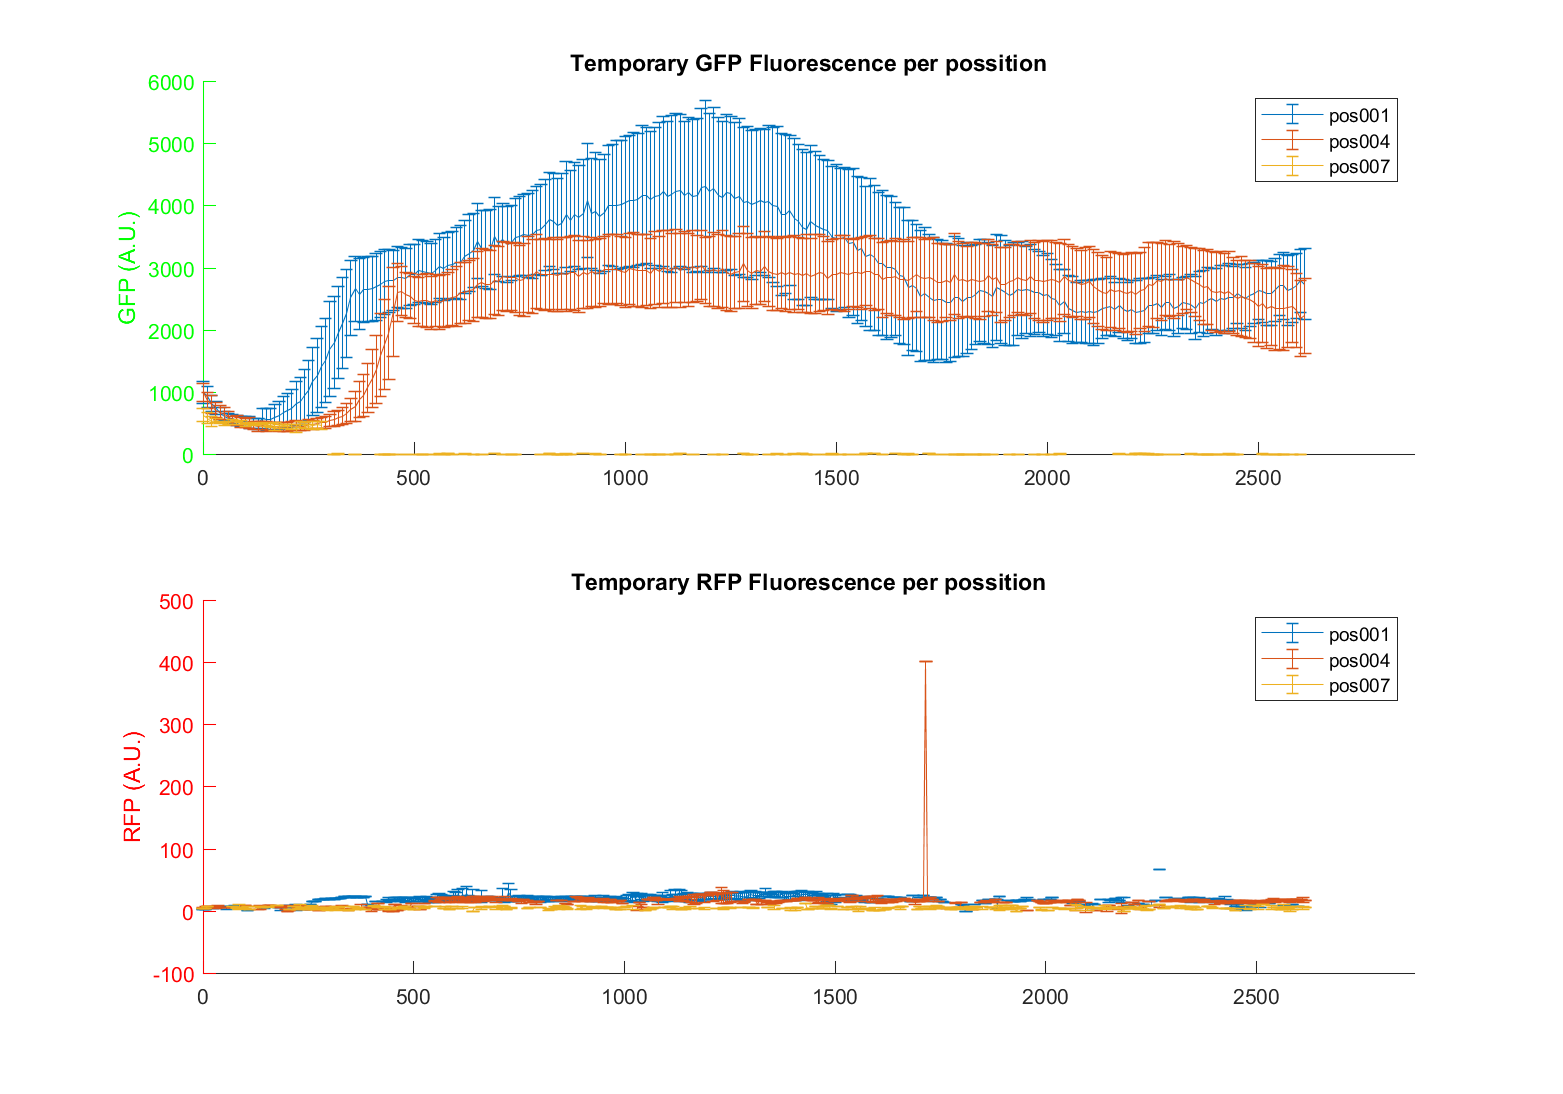 Temporary GFP Fluorescence per possition
6000
5000
4000
3000
2000
1000
0
GFP (A.U.)
0 500 1000 1500 2000 2500
pos001
pos004
pos007
Temporary RFP Fluorescence per possition
500
400
300
200
100
0
-100
RFP (A.U.)
0 500 1000 1500 2000 2500
pos001
pos004
pos007